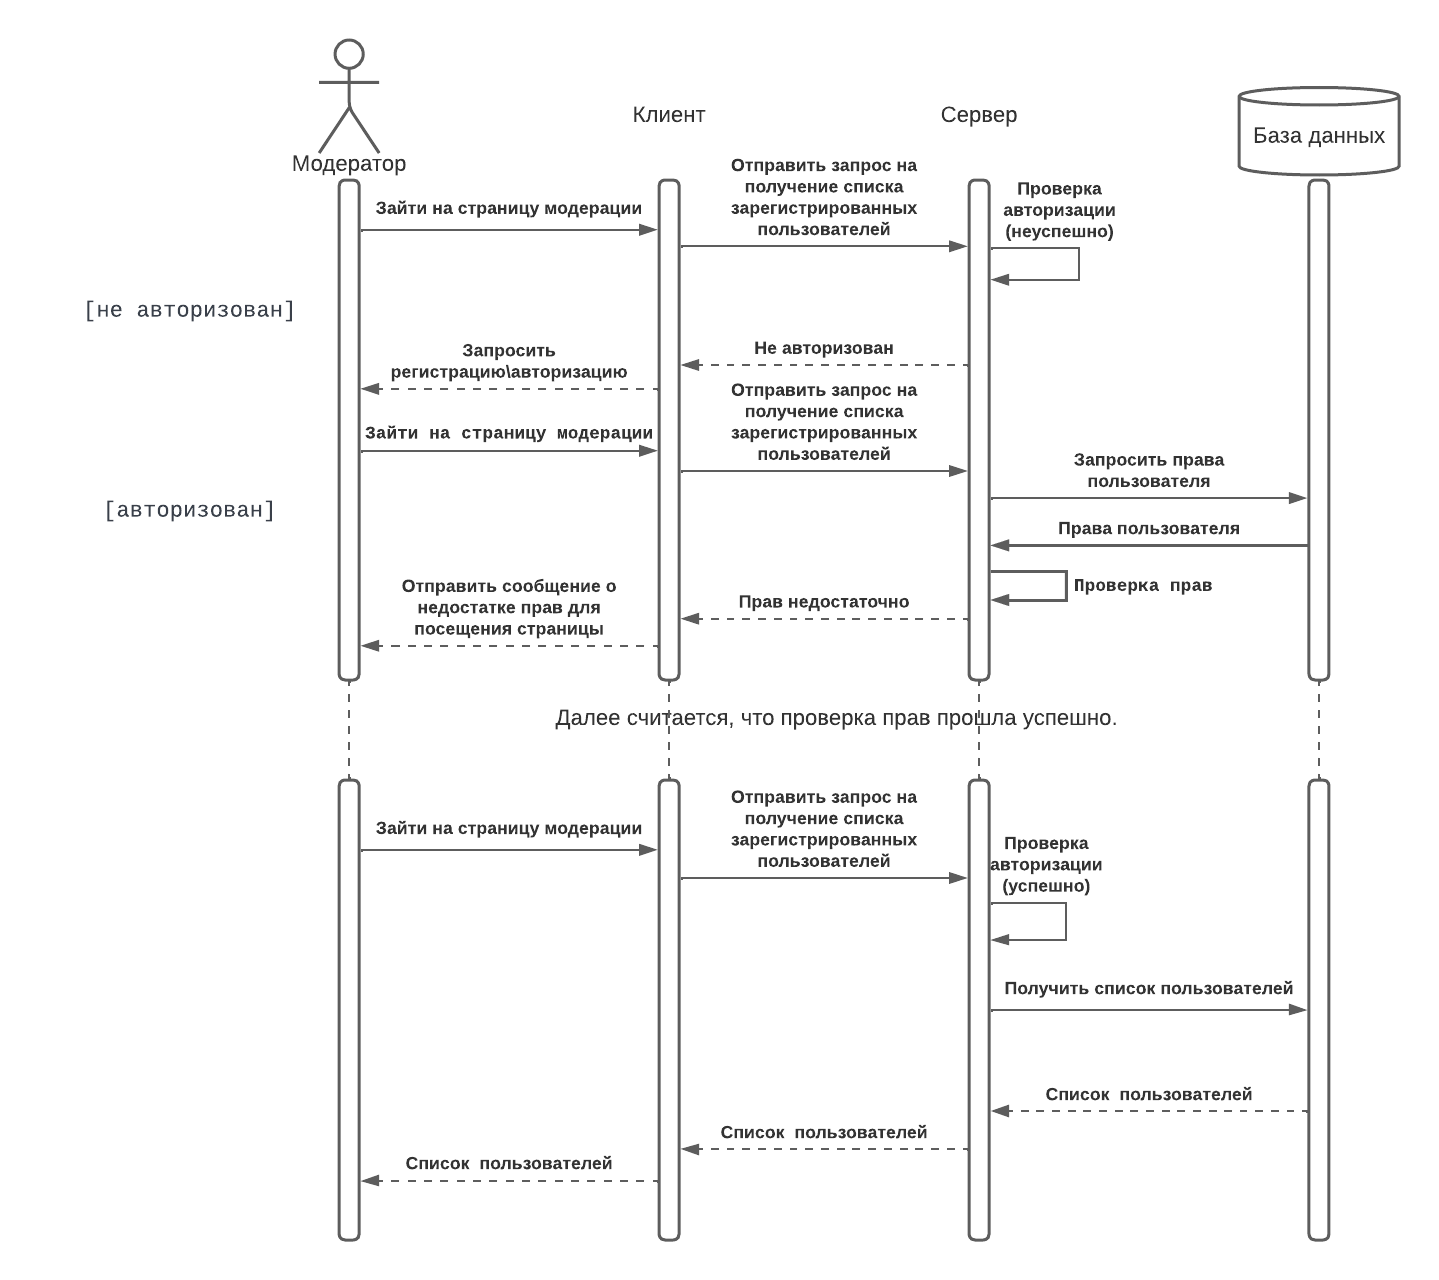 Клиент
Сервер
База данных
Модератор
Отправить запрос на
получение списка
зарегистрированных
пользователей
Проверка
авторизации
(неуспешно)
Зайти на страницу модерации
[не авторизован]
Запросить
регистрацию\авторизацию
Не авторизован
Отправить запрос на
получение списка
зарегистрированных
пользователей
Зайти на страницу модерации
Запросить права
пользователя
[авторизован]
Права пользователя
Проверка прав
Отправить сообщение о
недостатке прав для
посещения страницы
Прав недостаточно
Далее считается, что проверка прав прошла успешно.
Отправить запрос на
получение списка
зарегистрированных
пользователей
Зайти на страницу модерации
Проверка
авторизации
(успешно)
Получить список пользователей
Список пользователей
Список пользователей
Список пользователей